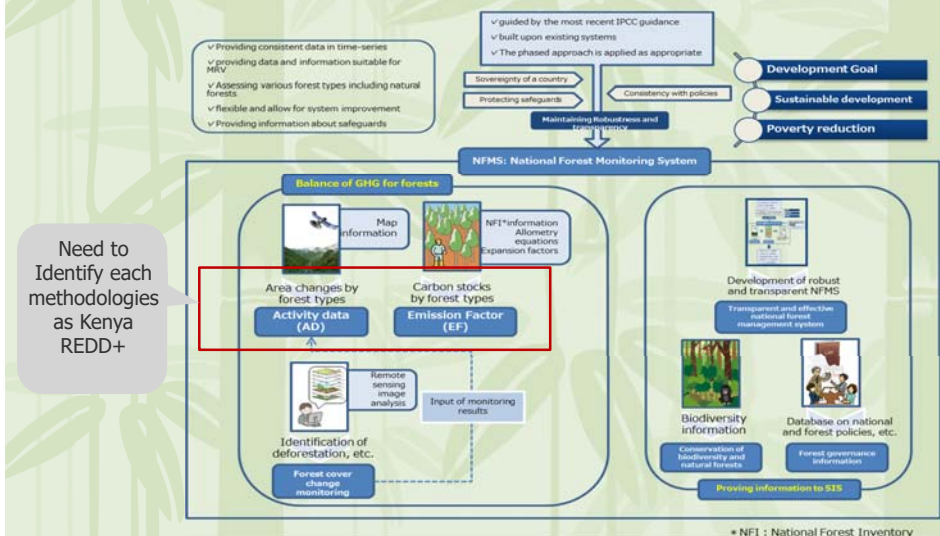 ✓Providing consistent data in time-series
✓providing data and information suitable for
MRV
✓Assessing various forest types including natural
forests
✓flexible and allow for system improvement
✓Providing information about safeguards
✓guided by the most recent IPCC guidance
✓built upon existing systems
✓The phased approach is applied as appropriate
Sovereignty of a country
Protecting safeguards
Consistency with policies
Maintaining Robustness and
transparency
Development Goal
Sustainable development
Poverty reduction
NFMS: National Forest Monitoring System
Balance of GHG for forests
Map
information
NFI*information
Allometry
equations
Expansion factors
Need to
Identify each
methodologies
as Kenya
REDD+
Area changes by
forest types
Activity data
(AD)
Carbon stocks
by forest types
Emission Factor
(EF)
Remote
sensing
image
analysis
Input of monitoring
results
Identification of
deforestation, etc.
Forest cover
change
monitoring
Development of robust
and transparent NFMS
Transparent and effective
national forest
management system
Biodiversity
information
Conservation of
biodiversity and
natural forests
Database on national
and forest policies, etc.
Forest governance
information
Proving information to SIS
* NFI : National Forest Inventory